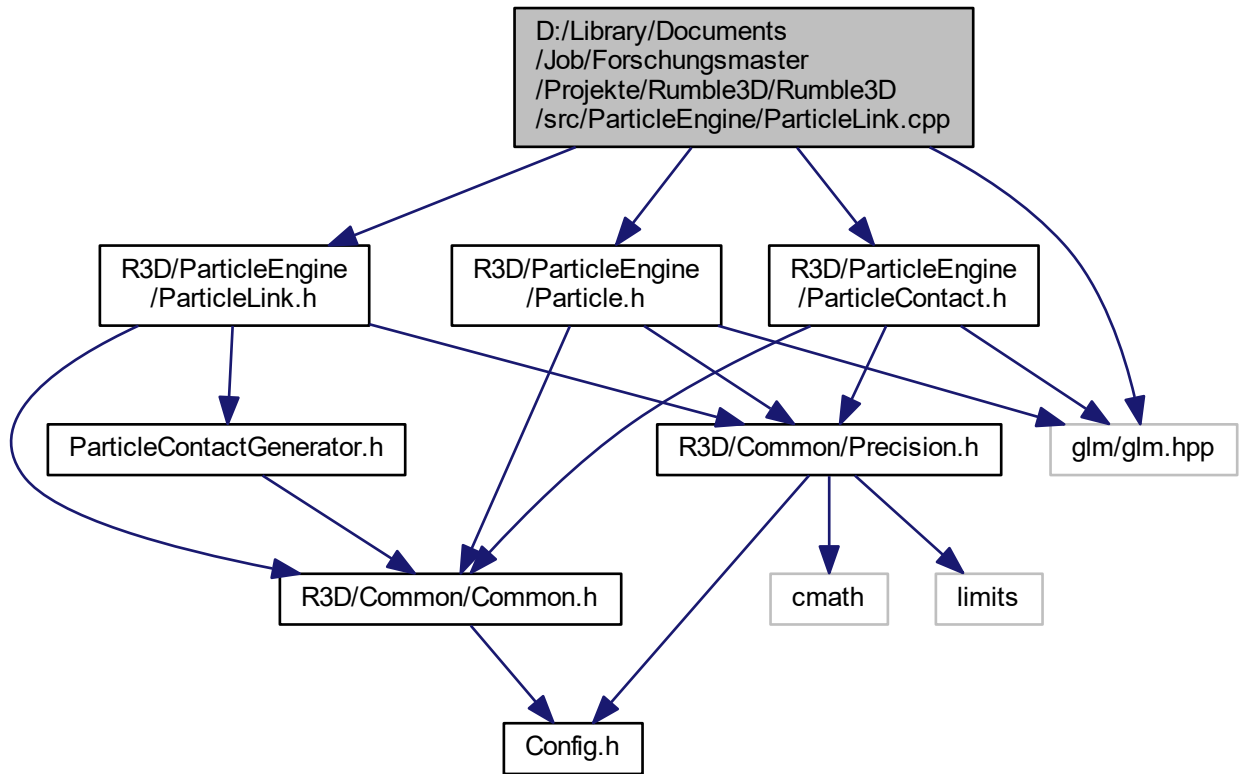 D:/Library/Documents
/Job/Forschungsmaster
/Projekte/Rumble3D/Rumble3D
/src/ParticleEngine/ParticleLink.cpp
R3D/ParticleEngine
/ParticleLink.h
R3D/ParticleEngine
/Particle.h
R3D/ParticleEngine
/ParticleContact.h
ParticleContactGenerator.h
R3D/Common/Precision.h
glm/glm.hpp
R3D/Common/Common.h
cmath
limits
Config.h